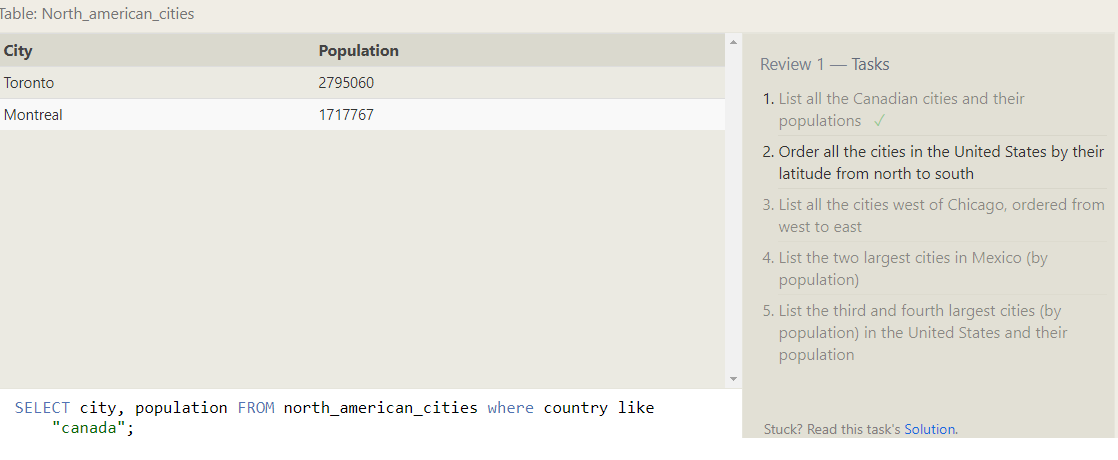 Table: North_american_cities
City Population
Toronto 2795060
Montreal 1717767
SELECT city, population FROM north_american_cities where country like
"canada";
Review 1 — Tasks
1. List all the Canadian cities and their
populations ✓
2. Order all the cities in the United States by their
latitude from north to south
3. List all the cities west of Chicago, ordered from
west to east
4. List the two largest cities in Mexico (by
population)
5. List the third and fourth largest cities (by
population) in the United States and their
population
Stuck? Read this task's Solution.